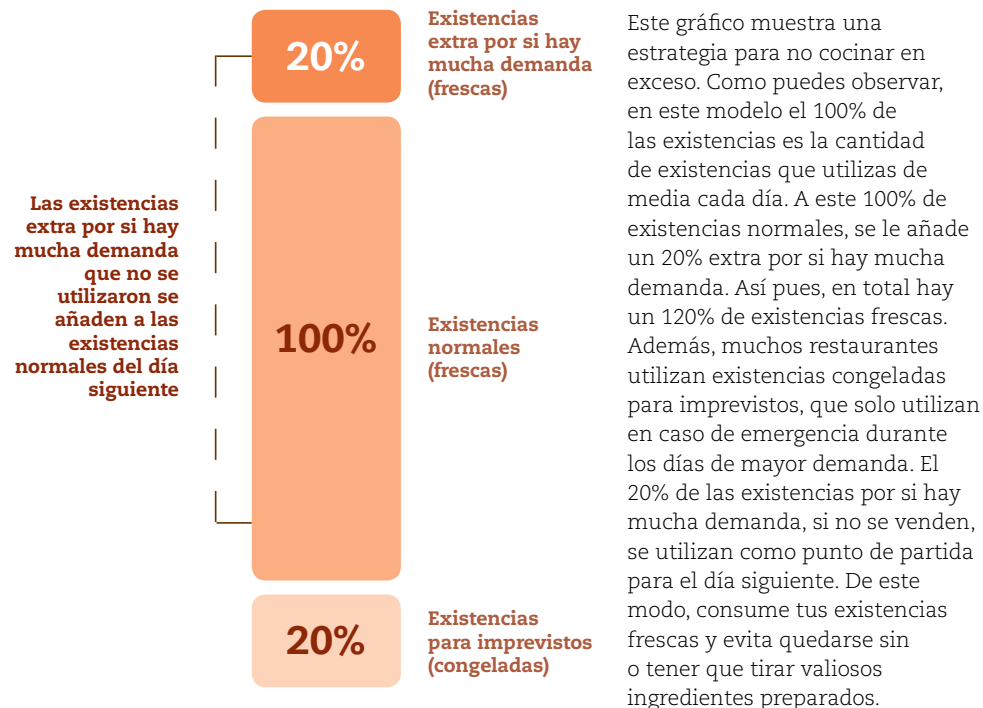 20%
Existencias
extra por si hay
mucha demanda
(frescas)
Las existencias
extra por si hay
mucha demanda
que no se
utilizaron se
añaden a las
existencias
normales del día
siguiente
100%
Existencias
normales
(frescas)
20%
Existencias
para imprevistos
(congeladas)
Este gráfico muestra una
estrategia para no cocinar en
exceso. Como puedes observar,
en este modelo el 100% de
las existencias es la cantidad
de existencias que utilizas de
media cada día. A este 100% de
existencias normales, se le añade
un 20% extra por si hay mucha
demanda. Así pues, en total hay
un 120% de existencias frescas.
Además, muchos restaurantes
utilizan existencias congeladas
para imprevistos, que solo utilizan
en caso de emergencia durante
los días de mayor demanda. El
20% de las existencias por si hay
mucha demanda, si no se venden,
se utilizan como punto de partida
para el día siguiente. De este
modo, consume tus existencias
frescas y evita quedarse sin
o tener que tirar valiosos
ingredientes preparados.